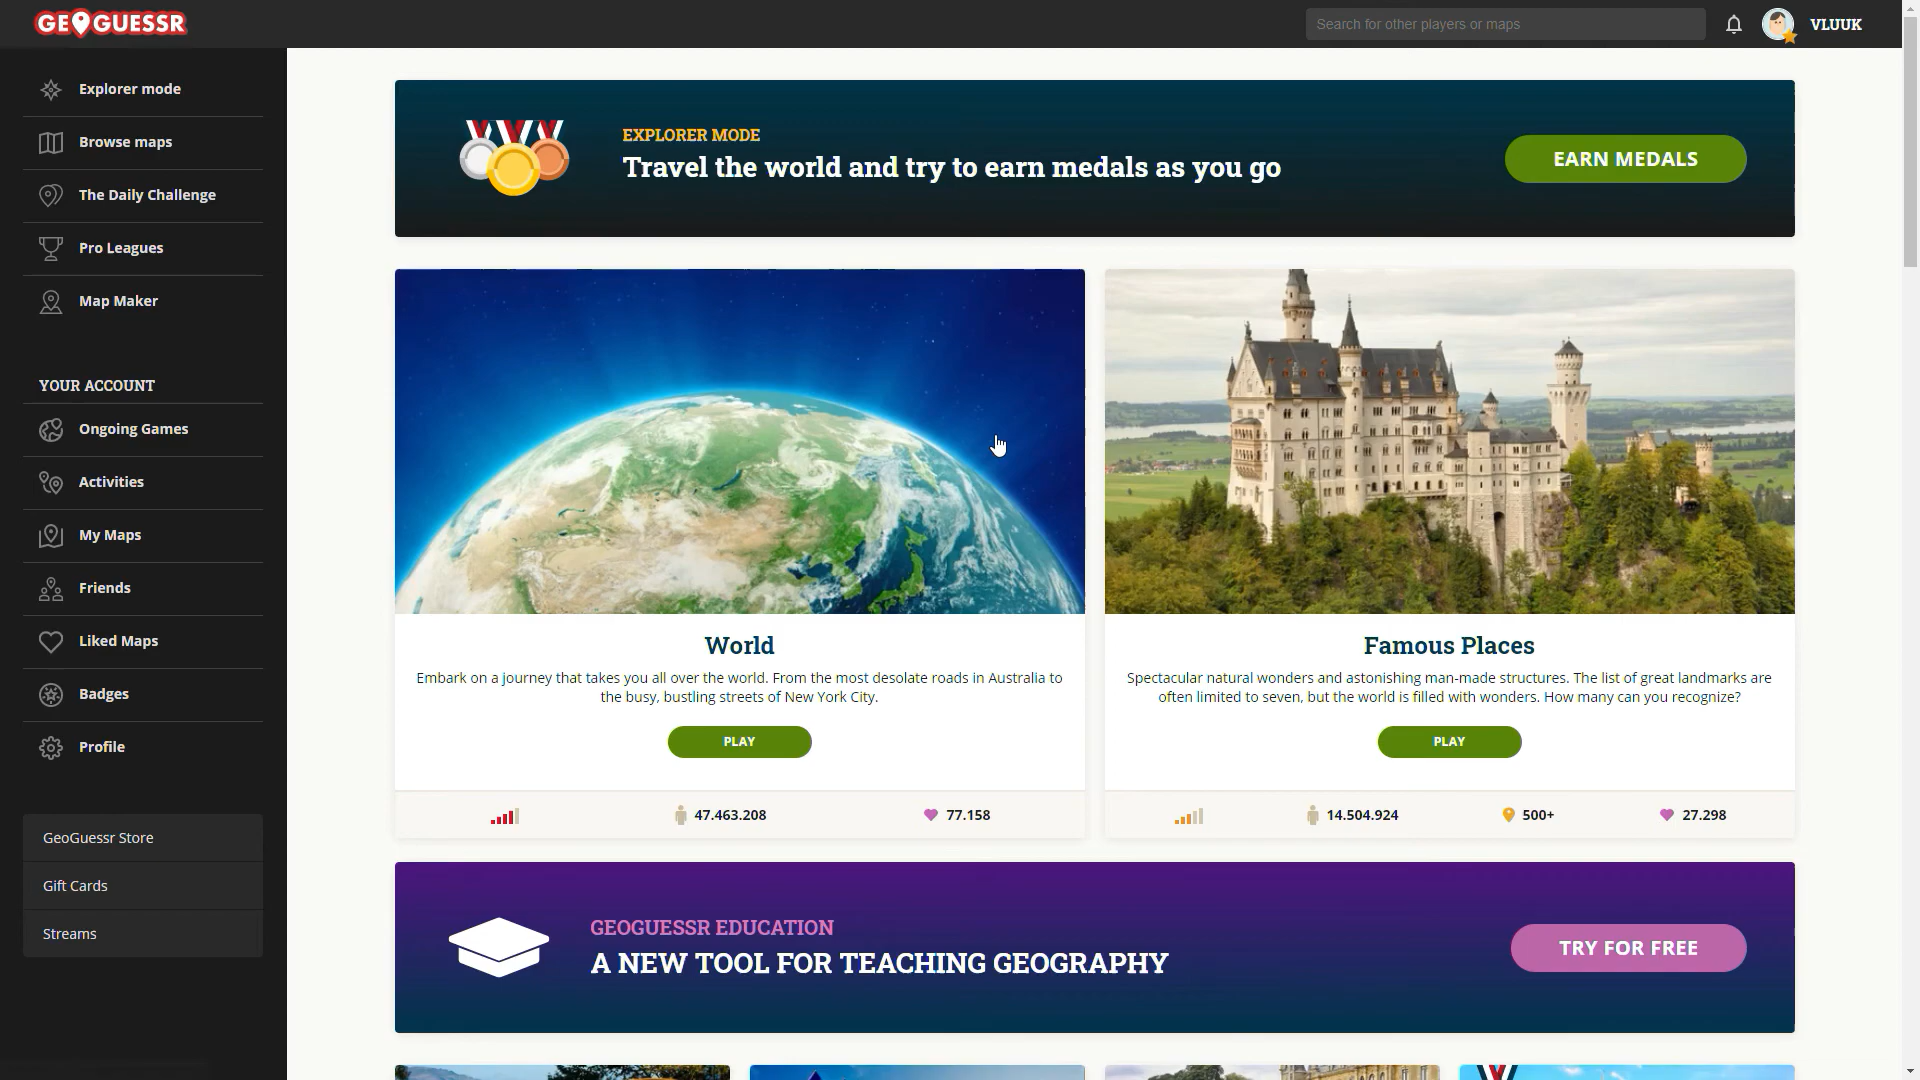 GEOGUESSR
Search for other players or maps
VLUUK
Explorer mode
Browse maps
The Daily Challenge
Pro Leagues
Map Maker
YOUR ACCOUNT
Ongoing Games
Activities
My Maps
Friends
Liked Maps
Badges
Profile
GeoGuessr Store
Gift Cards
Streams
EXPLORER MODE
Travel the world and try to earn medals as you go
EARN MEDALS
World
Embark on a journey that takes you all over the world. From the most desolate roads in Australia to
the busy, bustling streets of New York City.
PLAY
47.463.208
77.158
Famous Places
Spectacular natural wonders and astonishing man-made structures. The list of great landmarks are
often limited to seven, but the world is filled with wonders. How many can you recognize?
PLAY
14.504.924
500+
27.298
GEOGUESSR EDUCATION
A NEW TOOL FOR TEACHING GEOGRAPHY
TRY FOR FREE